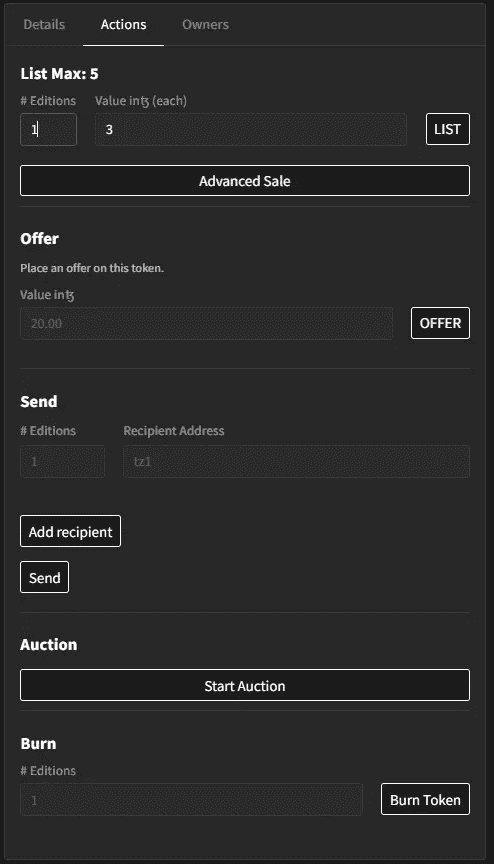 Details Actions Owners
List Max: 5
# Editions Value inꜩ (each)
1 3 LIST
Advanced Sale
Offer
Place an offer on this token.
Value inꜩ
20.00 OFFER
Send
# Editions Recipient Address
1 tz1
Add recipient
Send
Auction
Start Auction
Burn
# Editions
1 Burn Token